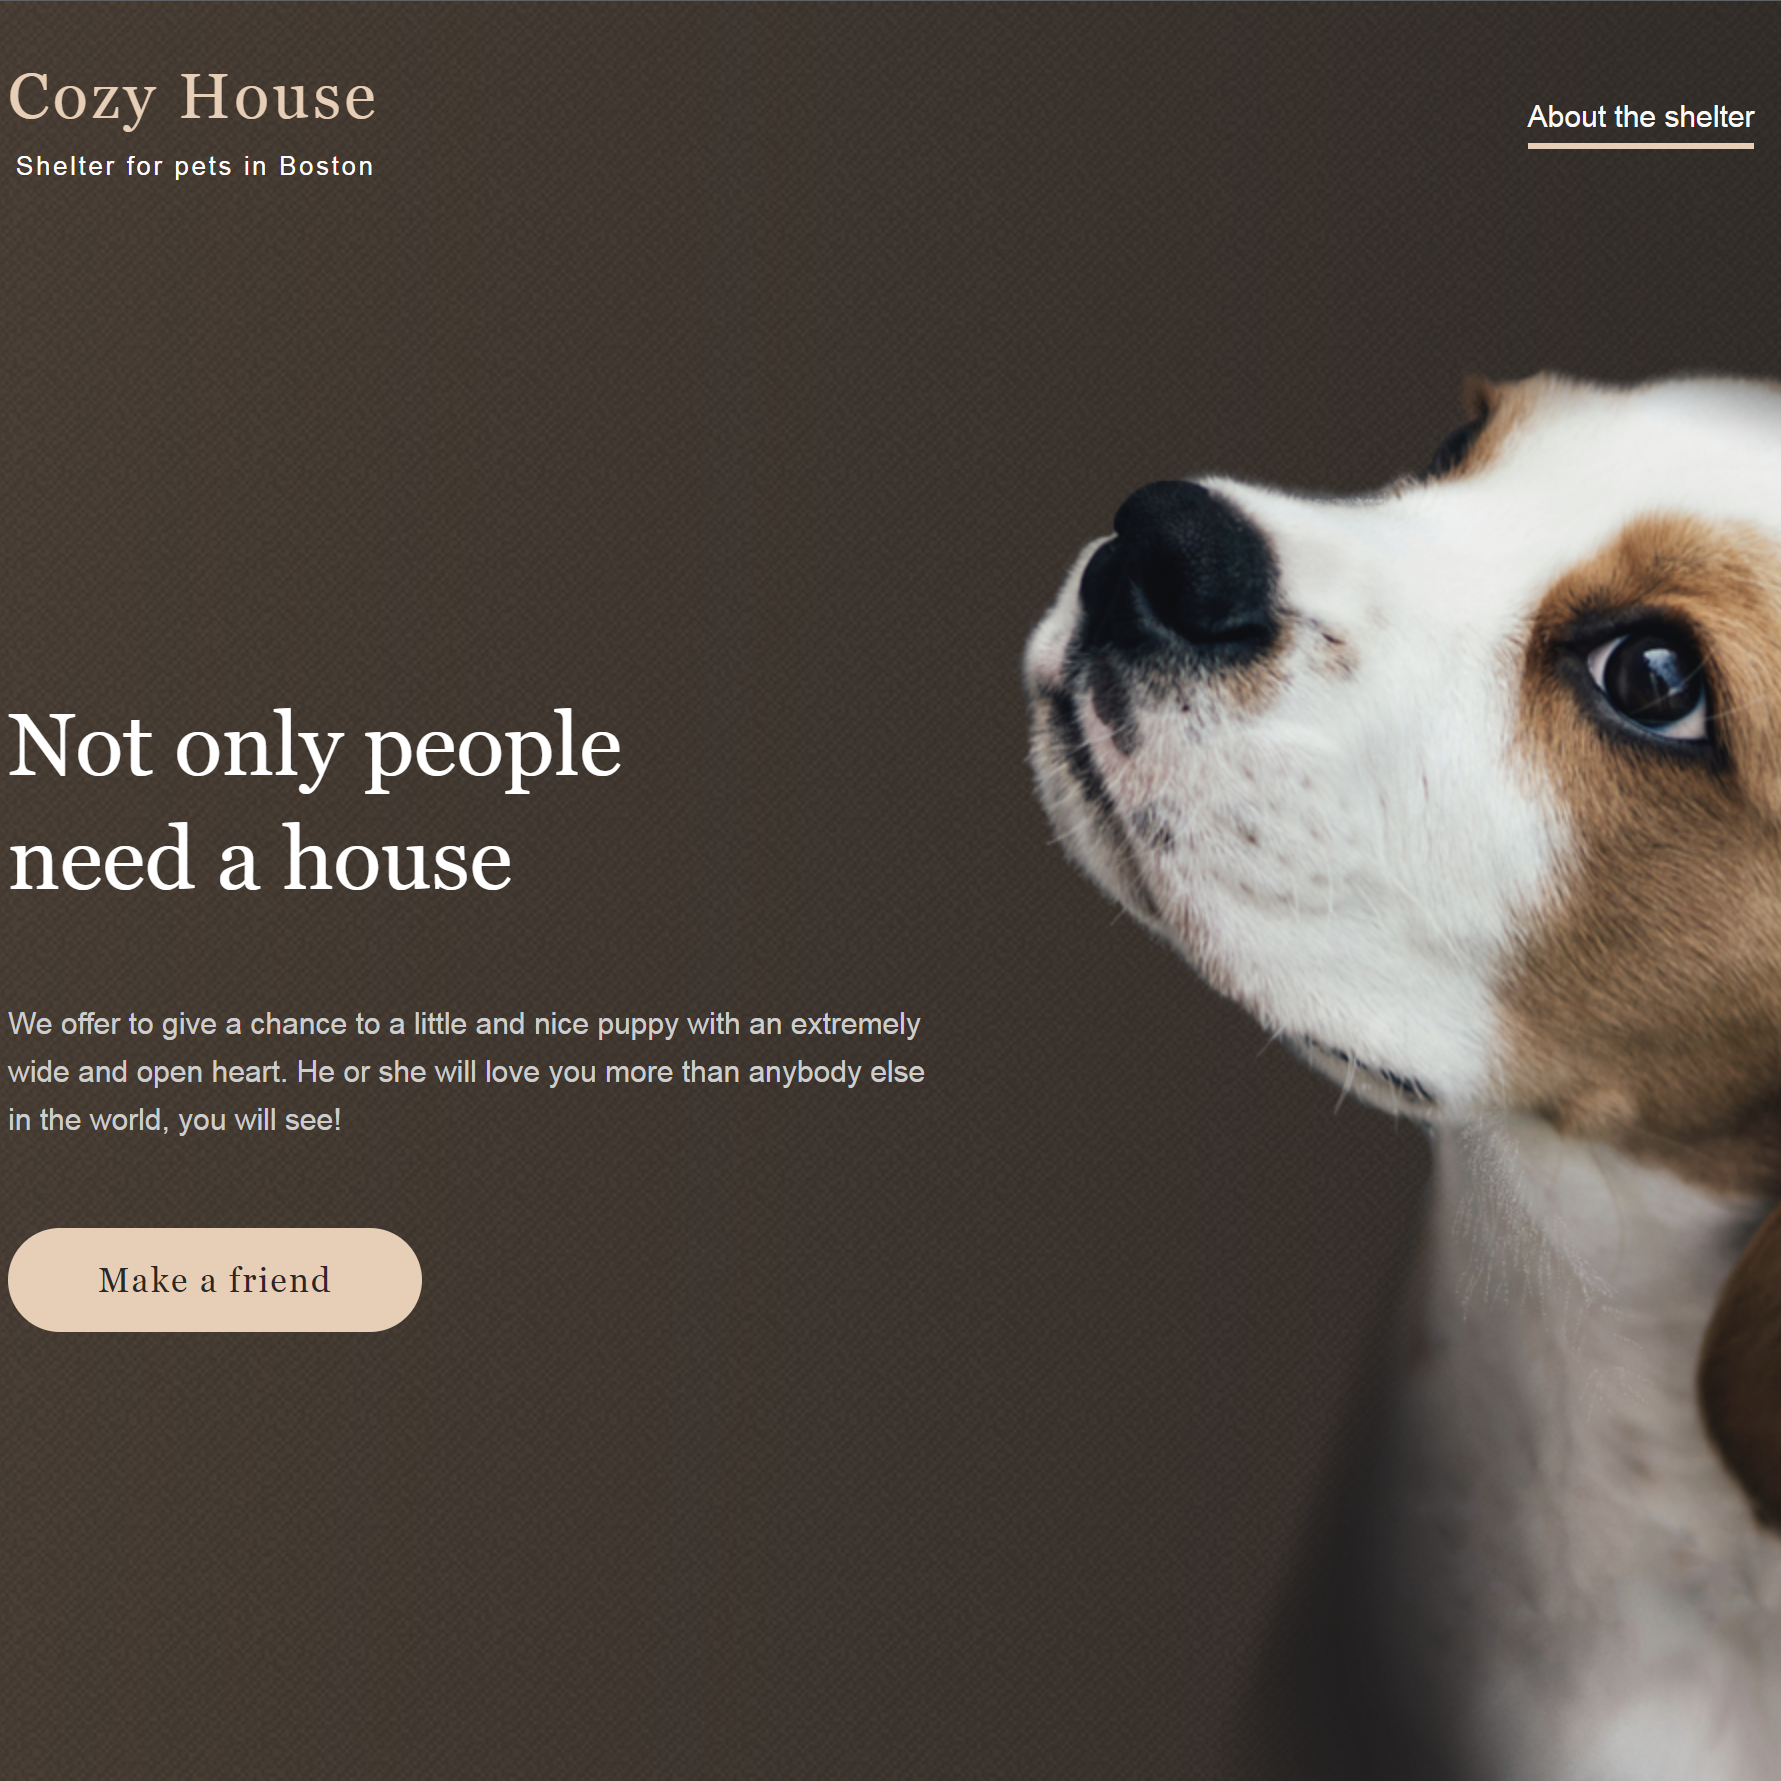 Cozy House
Shelter for pets in Boston
About the shelter
Not only people
need a house
We offer to give a chance to a little and nice puppy with an extremely
wide and open heart. He or she will love you more than anybody else
in the world, you will see!
Make a friend